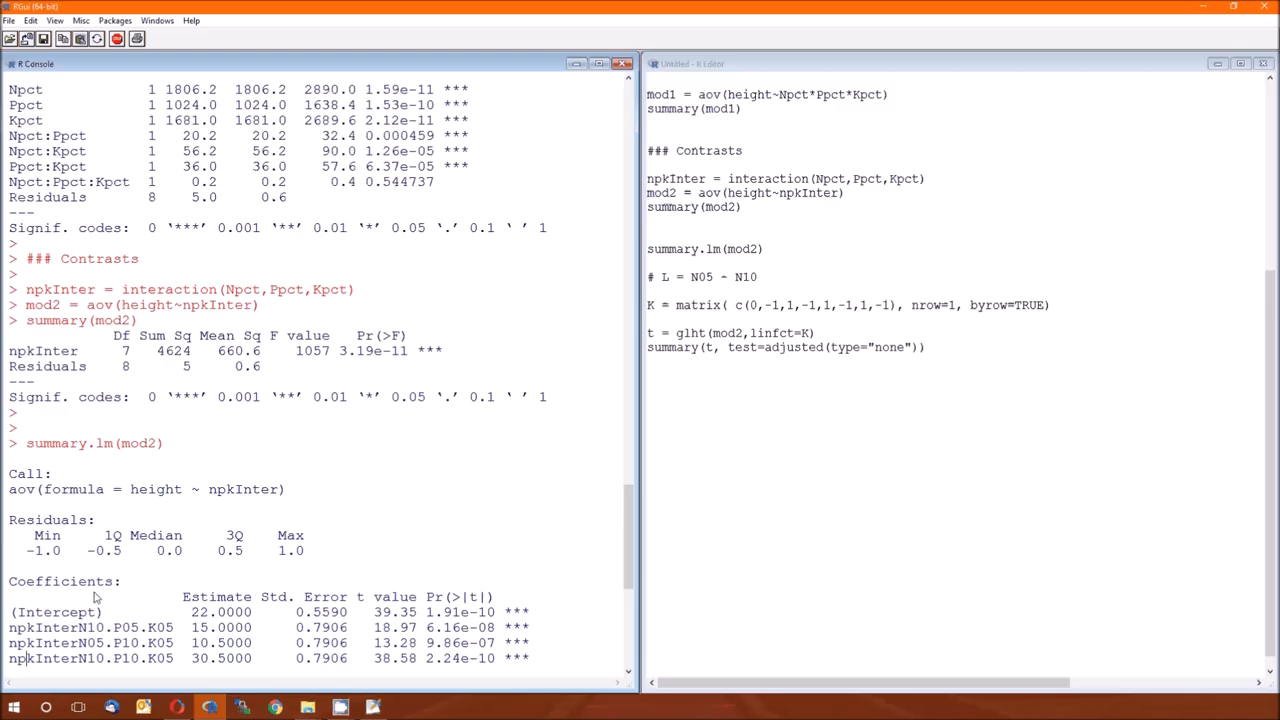 RGui (64-bit)
File Edit View Misc Packages Windows Help
R Console
Npct 1 1806.2 1806.2 2890.0 1.59e-11 ***
Ppct 1 1024.0 1024.0 1638.4 1.53e-10 ***
Kpct 1 1681.0 1681.0 2689.6 2.12e-11 ***
Npct:Ppct 1 20.2 20.2 32.4 0.000459 ***
Npct:Kpct 1 56.2 56.2 90.0 1.26e-05 ***
Ppct:Kpct 1 36.0 36.0 57.6 6.37e-05 ***
Npct:Ppct:Kpct 1 0.2 0.2 0.4 0.544737
Residuals 8 5.0 0.6
---
Signif. codes: 0 ‘***’ 0.001 ‘**’ 0.01 ‘*’ 0.05 ‘.’ 0.1 ‘ ’ 1
>
> ### Contrasts
>
> npkInter = interaction(Npct,Ppct,Kpct)
> mod2 = aov(height~npkInter)
> summary(mod2)
Df Sum Sq Mean Sq F value Pr(>F)
npkInter 7 4624 660.6 1057 3.19e-11 ***
Residuals 8 5 0.6
---
Signif. codes: 0 ‘***’ 0.001 ‘**’ 0.01 ‘*’ 0.05 ‘.’ 0.1 ‘ ’ 1
>
>
> summary.lm(mod2)
Call:
aov(formula = height ~ npkInter)
Residuals:
Min 1Q Median 3Q Max
-1.0 -0.5 0.0 0.5 1.0
Coefficients:
Estimate Std. Error t value Pr(>|t|)
(Intercept) 22.0000 0.5590 39.35 1.91e-10 ***
npkInterN10.P05.K05 15.0000 0.7906 18.97 6.16e-08 ***
npkInterN05.P10.K05 10.5000 0.7906 13.28 9.86e-07 ***
npkInterN10.P10.K05 30.5000 0.7906 38.58 2.24e-10 ***
Untitled - R Editor
mod1 = aov(height~Npct*Ppct*Kpct)
summary(mod1)
### Contrasts
npkInter = interaction(Npct,Ppct,Kpct)
mod2 = aov(height~npkInter)
summary(mod2)
summary.lm(mod2)
# L = N05 - N10
K = matrix( c(0,-1,1,-1,1,-1,1,-1), nrow=1, byrow=TRUE)
t = glht(mod2,linfct=K)
summary(t, test=adjusted(type="none"))